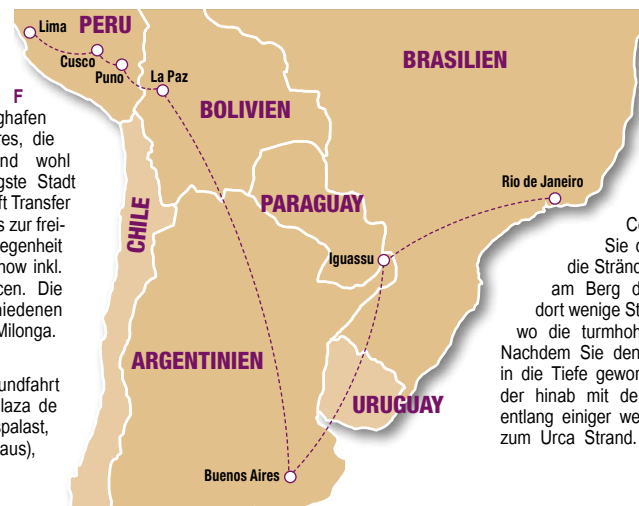 Lima
PERU
Cusco
Puno
La Paz
BRASILIEN
BOLIVIEN
Rio de Janeiro
PARAGUAY
CHILE
Iguassu
ARGENTINIEN
URUGUAY
Buenos Aires
F
ghafen
res, die
nd wohl
gste Stadt
ft Transfer
s zur frei-
egenheit
how inkl.
cen. Die
hiedenen
Milonga.
undfahrt
laza de
spalast,
aus),
Sie d
die Stränd
am Berg d
dort wenige St
wo die turmhoh
Nachdem Sie den
in die Tiefe gewor
der hinab mit de
entlang einiger we
zum Urca Strand.